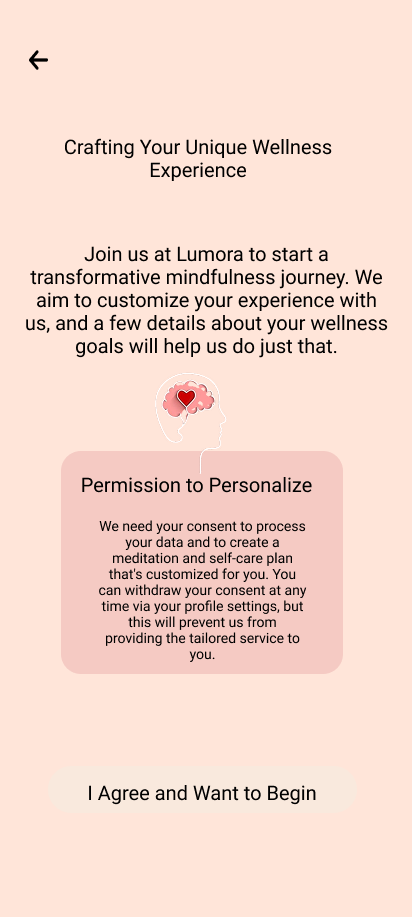 Crafting Your Unique Wellness
Experience
Join us at Lumora to start a
transformative mindfulness journey. We
aim to customize your experience with
us, and a few details about your wellness
goals will help us do just that.
Permission to Personalize
We need your consent to process
your data and to create a
meditation and self-care plan
that's customized for you. You
can withdraw your consent at any
time via your profile settings, but
this will prevent us from
providing the tailored service to
you.
I Agree and Want to Begin